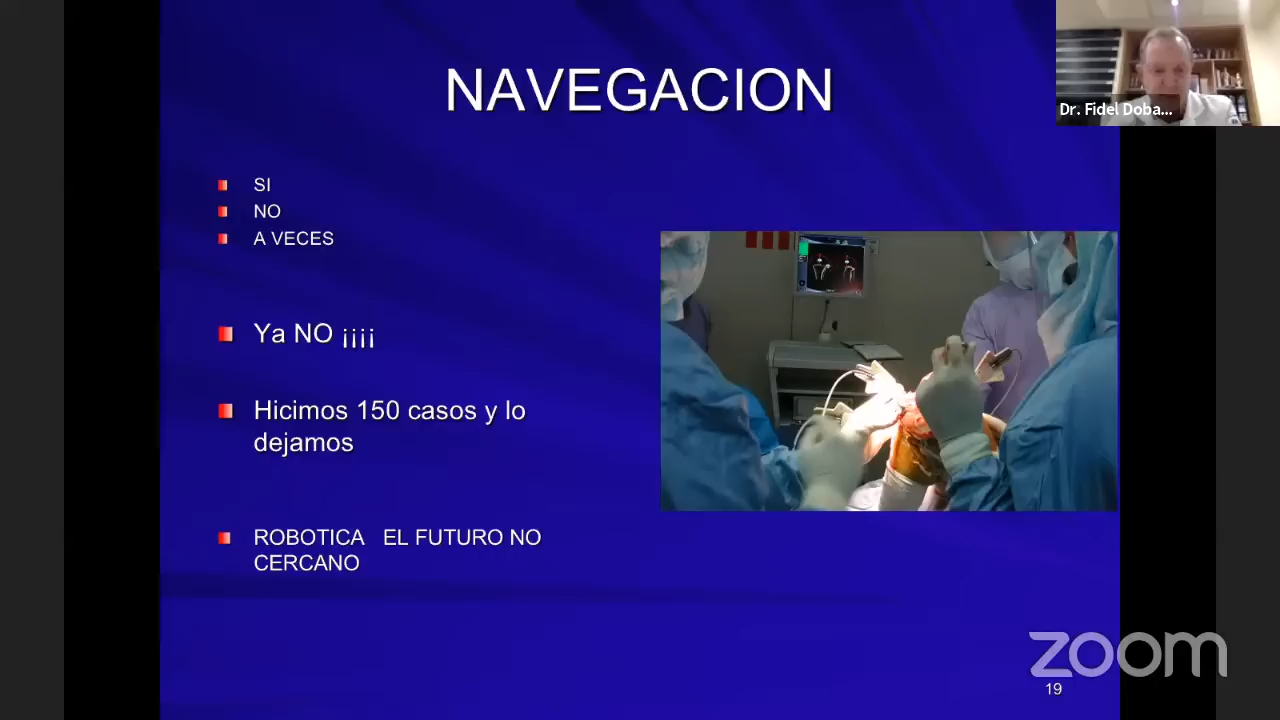 NAVEGACION
Dr. Fidel Doba...
SI
NO
A VECES
Ya NO ¡¡¡¡
Hicimos 150 casos y lo
dejamos
ROBOTICA EL FUTURO NO
CERCANO
zoom
19